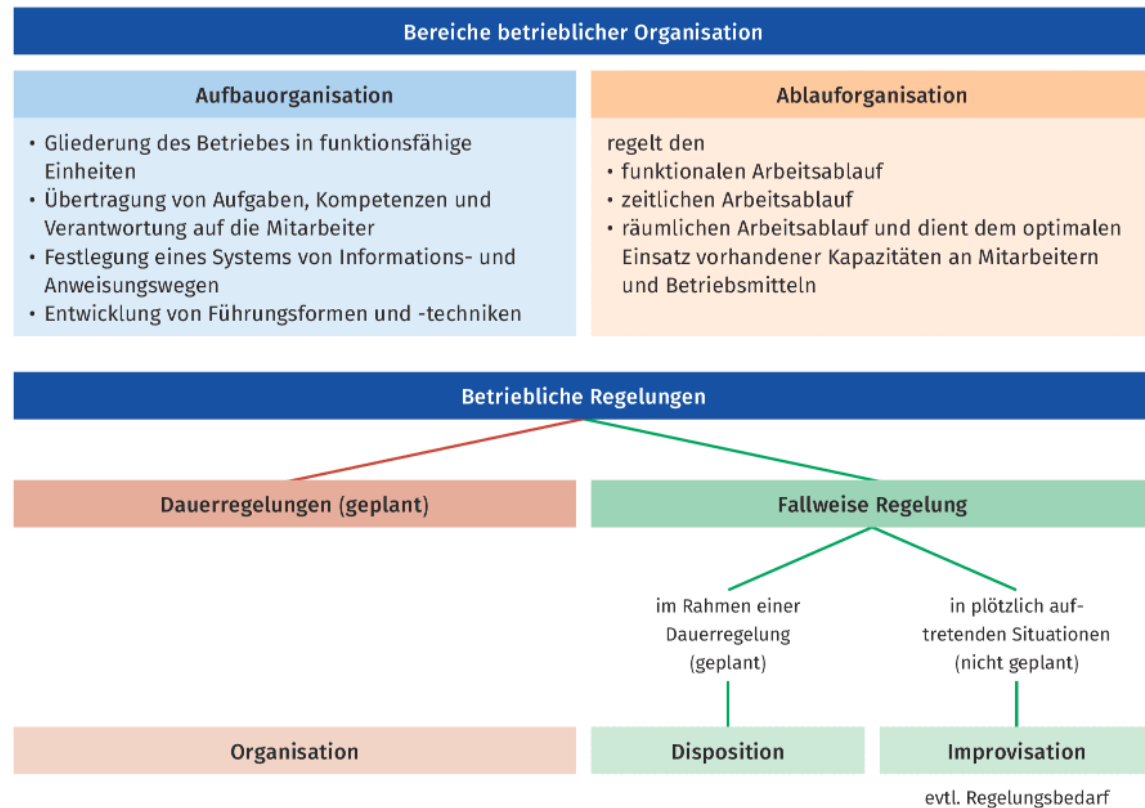 Bereiche betrieblicher Organisation
Aufbauorganisation
• Gliederung des Betriebes in funktionsfähige
Einheiten
• Übertragung von Aufgaben, Kompetenzen und
Verantwortung auf die Mitarbeiter
• Festlegung eines Systems von Informations- und
Anweisungswegen
• Entwicklung von Führungsformen und -techniken
Ablauforganisation
regelt den
• funktionalen Arbeitsablauf
• zeitlichen Arbeitsablauf
• räumlichen Arbeitsablauf und dient dem optimalen
Einsatz vorhandener Kapazitäten an Mitarbeitern
und Betriebsmitteln
Betriebliche Regelungen
Dauerregelungen (geplant)
Fallweise Regelung
im Rahmen einer
Dauerregelung
(geplant)
in plötzlich auf-
tretenden Situationen
(nicht geplant)
Organisation
Disposition
Improvisation
evtl. Regelungsbedarf